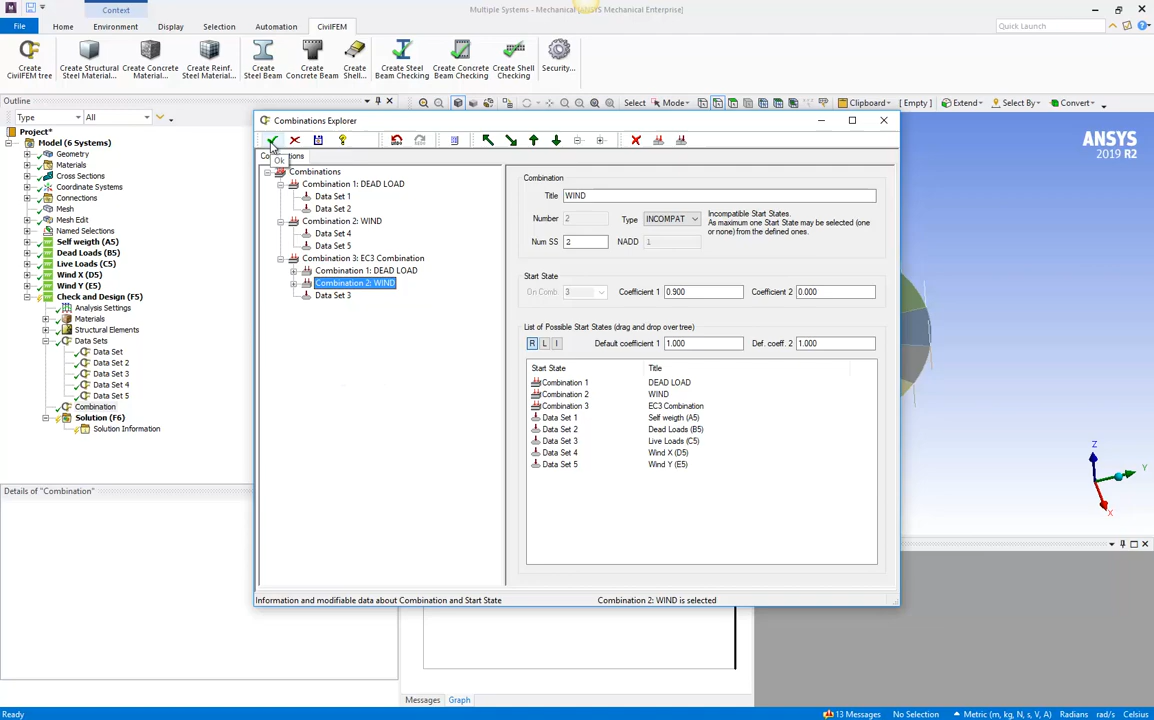 Context
Multiple Systems - Mechanical [ANSYS Mechanical Enterprise]
File
Home
Environment
Display
Selection
Automation
CivilFEM
Quick Launch
Create CivilFEM tree
Create Structural Steel Material...
Create Concrete Material...
Create Reinf. Steel Material...
Create Steel Beam
Create Concrete Beam
Create Shell...
Create Steel Beam Checking
Create Concrete Beam Checking
Create Shell Checking
Security...
Outline
Select
Mode
Clipboard
[ Empty ]
Extend
Select By
Convert
Type
All
Project*
Model (6 Systems)
Geometry
Materials
Cross Sections
Coordinate Systems
Connections
Mesh
Mesh Edit
Named Selections
Self weigth (A5)
Dead Loads (B5)
Live Loads (C5)
Wind X (D5)
Wind Y (E5)
Check and Design (F5)
Analysis Settings
Materials
Structural Elements
Data Sets
Data Set
Data Set 2
Data Set 3
Data Set 4
Data Set 5
Combination
Solution (F6)
Solution Information
Details of "Combination"
Combinations Explorer
Ok
Combinations
Combination 1: DEAD LOAD
Data Set 1
Data Set 2
Combination 2: WIND
Data Set 4
Data Set 5
Combination 3: EC3 Combination
Combination 1: DEAD LOAD
Combination 2: WIND
Data Set 3
Combination
Title WIND
Number 2
Type INCOMPAT
Incompatible Start States.
As maximum one Start State may be selected (one or none) from the defined ones.
Num SS 2
NADD 1
Start State
On Comb. 3
Coefficient 1 0.900
Coefficient 2 0.000
List of Possible Start States (drag and drop over tree)
R L I
Default coefficient 1 1.000
Def. coeff. 2 1.000
Start State Title
Combination 1 DEAD LOAD
Combination 2 WIND
Combination 3 EC3 Combination
Data Set 1 Self weigth (A5)
Data Set 2 Dead Loads (B5)
Data Set 3 Live Loads (C5)
Data Set 4 Wind X (D5)
Data Set 5 Wind Y (E5)
Information and modifiable data about Combination and Start State
Combination 2: WIND is selected
ANSYS
2019 R2
Z
Y
X
Messages
Graph
Ready
13 Messages
No Selection
Metric (m, kg, N, s, V, A)
Radians
rad/s
Celsius